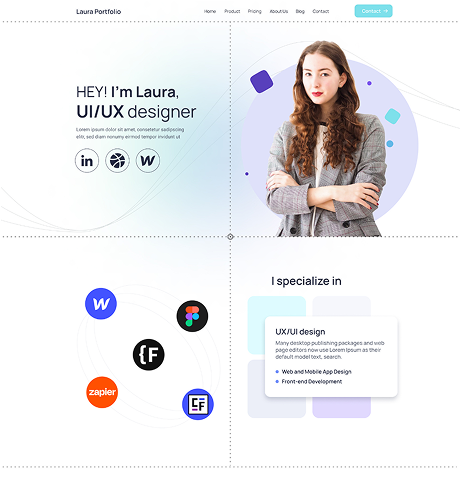 Laura Portfolio
Home Product Pricing About Us Blog Contact
Contact
HEY! I'm Laura,
UI/UX designer
Lorem ipsum dolor sit amet, consetetur sadipscing
elitr, sed diam nonumy eirmod tempor invidunt ut
in
W
I specialize in
W
{F
zapier
CF
UX/UI design
Many desktop publishing packages and web
page editors now use Lorem Ipsum as their
default model text, search.
Web and Mobile App Design
Front-end Development